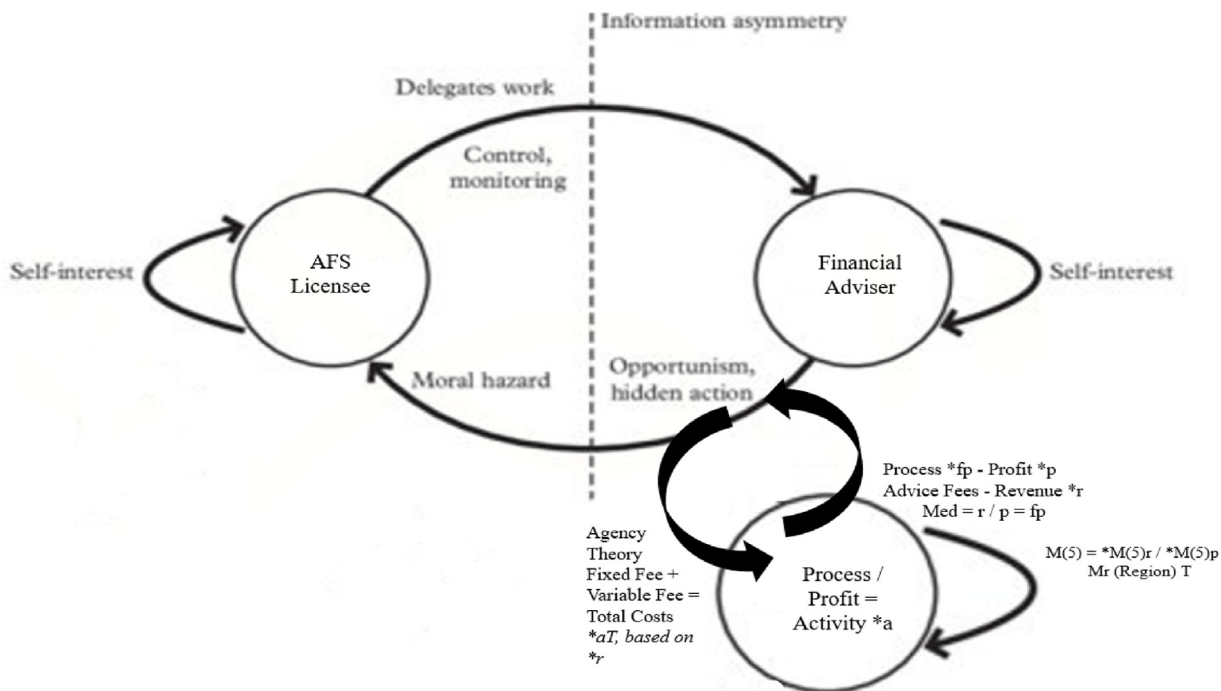 Information asymmetry
Delegates work
Control,
monitoring
Self-interest
AFS
Licensee
Financial
Adviser
Self-interest
Moral hazard
Opportunism,
hidden action
Process *fp - Profit *p
Advice Fees - Revenue *r
Med = r / p = fp
Agency
Theory
Fixed Fee +
Variable Fee =
Total Costs
*aT, based on
*r
Process /
Profit =
Activity *a
M(5) = *M(5)r / *M(5)p
Mr (Region) T